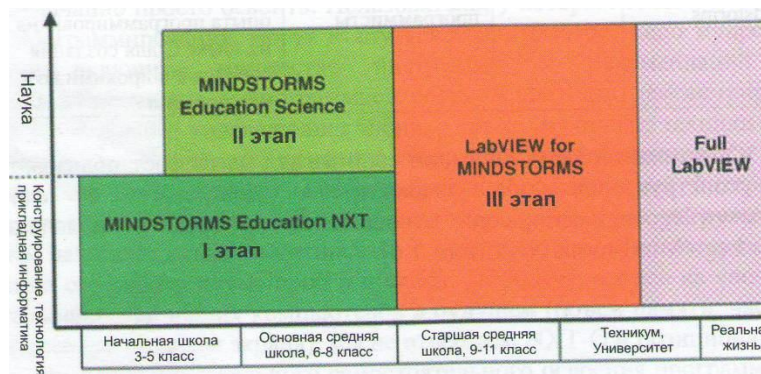 Наука
Конструирование, технология
прикладная информатика
MINDSTORMS
Education Science
II этап
MINDSTORMS Education NXT
I этап
LabVIEW for
MINDSTORMS
III этап
Full
LabVIEW
Начальная школа
3-5 класс
Основная средняя
школа, 6-8 класс
Старшая средняя
школа, 9-11 класс
Техникум,
Университет
Реальная
жизнь